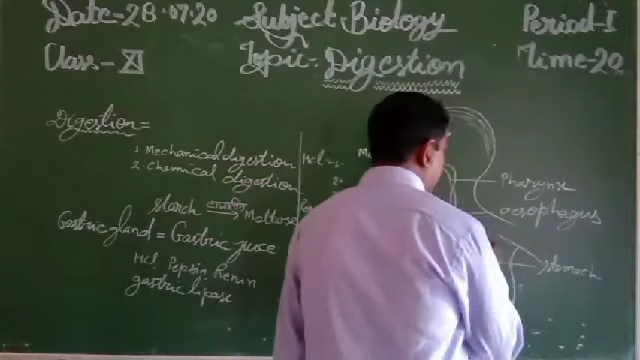 Date-28.07.20 Subject-Biology Period-I
Class-XI Topic:- Digestion Time-20
Digestion=
1 Mechanical digestion
2 Chemical digestion
Starch → Maltose
Gastric gland = Gastric juice
Hcl Pepsin Renin
gastric lipase
Hcl
Pharynx
oesophagus
Stomach